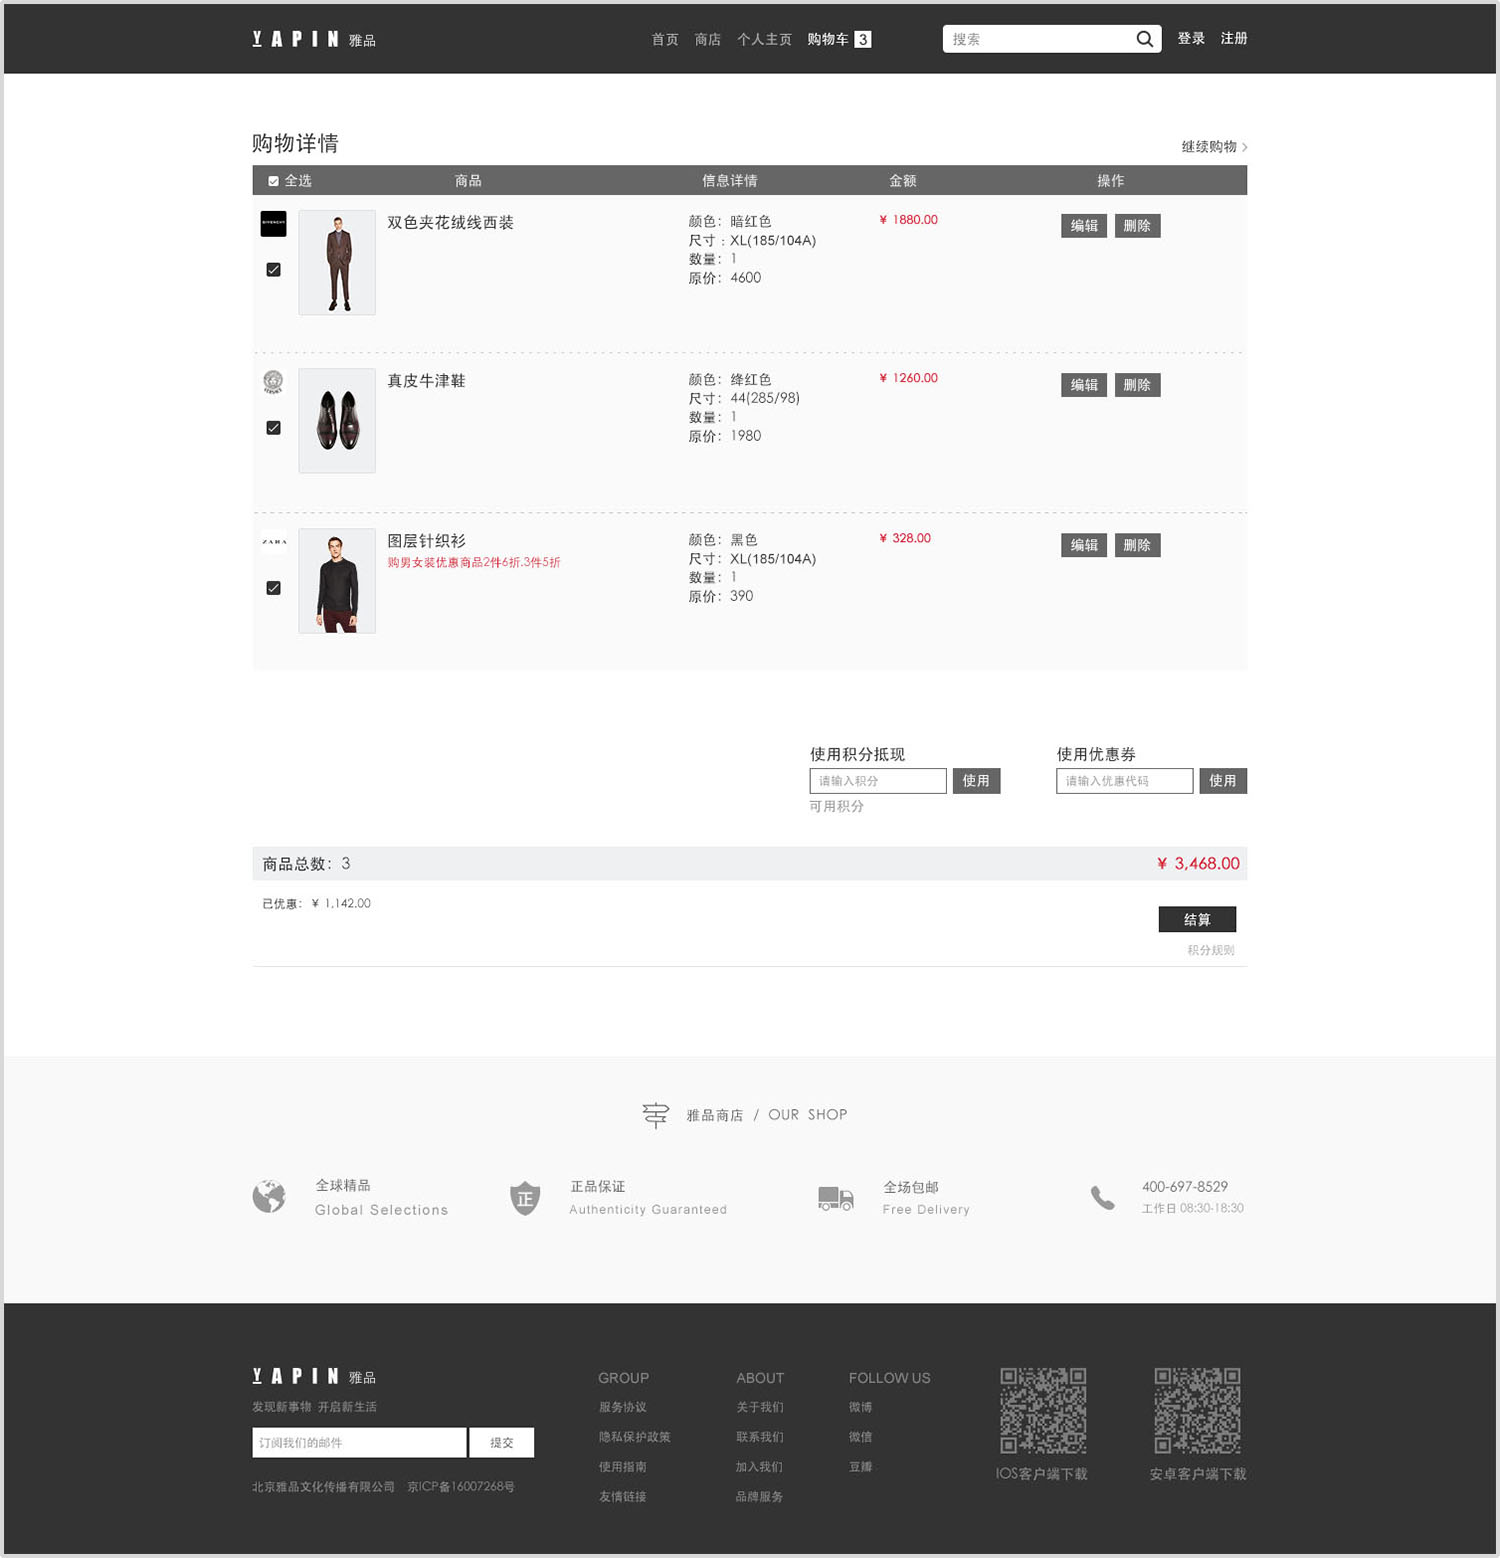 YAPIN 雅品
首页 商店 个人主页 购物车 3 搜索 登录 注册
购物详情 继续购物 >
全选 商品 信息详情 金额 操作
GIVENCHY
双色夹花绒线西装
颜色：暗红色
尺寸：XL(185/104A)
数量：1
原价：4600
¥ 1880.00
编辑 删除
VERSACE
真皮牛津鞋
颜色：绛红色
尺寸：44(285/98)
数量：1
原价：1980
¥ 1260.00
编辑 删除
ZARA
图层针织衫
购男女装优惠商品2件6折.3件5折
颜色：黑色
尺寸：XL(185/104A)
数量：1
原价：390
¥ 328.00
编辑 删除
使用积分抵现
请输入积分 使用
可用积分
使用优惠券
请输入优惠代码 使用
商品总数：3 ¥ 3,468.00
已优惠：¥ 1,142.00
结算
积分规则
雅品商店 / OUR SHOP
全球精品
Global Selections
正
正品保证
Authenticity Guaranteed
全场包邮
Free Delivery
400-697-8529
工作日 08:30-18:30
YAPIN 雅品
发现新事物 开启新生活
订阅我们的邮件 提交
北京雅品文化传播有限公司 京ICP备16007268号
GROUP
服务协议
隐私保护政策
使用指南
友情链接
ABOUT
关于我们
联系我们
加入我们
品牌服务
FOLLOW US
微博
微信
豆瓣
IOS客户端下载
安卓客户端下载